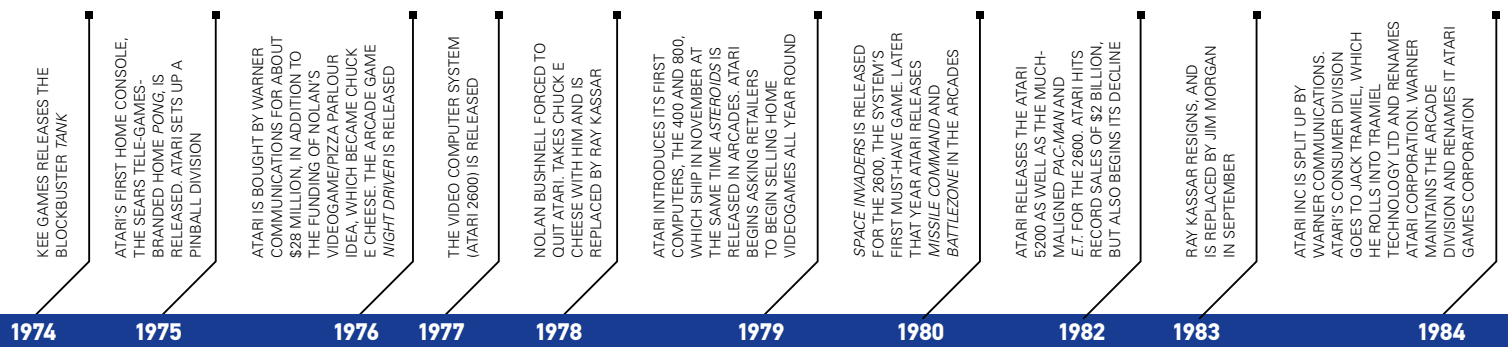 KEE GAMES RELEASES THE
BLOCKBUSTER TANK
1974
ATARI'S FIRST HOME CONSOLE,
THE SEARS TELE-GAMES-
BRANDED HOME PONG, IS
RELEASED. ATARI SETS UP A
PINBALL DIVISION
1975
ATARI IS BOUGHT BY WARNER
COMMUNICATIONS FOR ABOUT
$28 MILLION, IN ADDITION TO
THE FUNDING OF NOLAN'S
VIDEOGAME/PIZZA PARLOUR
IDEA, WHICH BECAME CHUCK
E CHEESE. THE ARCADE GAME
NIGHT DRIVER IS RELEASED
1976
THE VIDEO COMPUTER SYSTEM
(ATARI 2600) IS RELEASED
1977
NOLAN BUSHNELL FORCED TO
QUIT ATARI. TAKES CHUCK E
CHEESE WITH HIM AND IS
REPLACED BY RAY KASSAR
1978
ATARI INTRODUCES ITS FIRST
COMPUTERS, THE 400 AND 800,
WHICH SHIP IN NOVEMBER AT
THE SAME TIME ASTEROIDS IS
RELEASED IN ARCADES. ATARI
BEGINS ASKING RETAILERS
TO BEGIN SELLING HOME
VIDEOGAMES ALL YEAR ROUND
1979
SPACE INVADERS IS RELEASED
FOR THE 2600, THE SYSTEM'S
FIRST MUST-HAVE GAME. LATER
THAT YEAR ATARI RELEASES
MISSILE COMMAND AND
BATTLEZONE IN THE ARCADES
1980
ATARI RELEASES THE ATARI
5200 AS WELL AS THE MUCH-
MALIGNED PAC-MAN AND
E.T. FOR THE 2600. ATARI HITS
RECORD SALES OF $2 BILLION,
BUT ALSO BEGINS ITS DECLINE
1982
RAY KASSAR RESIGNS, AND
IS REPLACED BY JIM MORGAN
IN SEPTEMBER
1983
ATARI INC IS SPLIT UP BY
WARNER COMMUNICATIONS.
ATARI'S CONSUMER DIVISION
GOES TO JACK TRAMIEL, WHICH
HE ROLLS INTO TRAMIEL
TECHNOLOGY LTD AND RENAMES
ATARI CORPORATION. WARNER
MAINTAINS THE ARCADE
DIVISION AND RENAMES IT ATARI
GAMES CORPORATION
1984